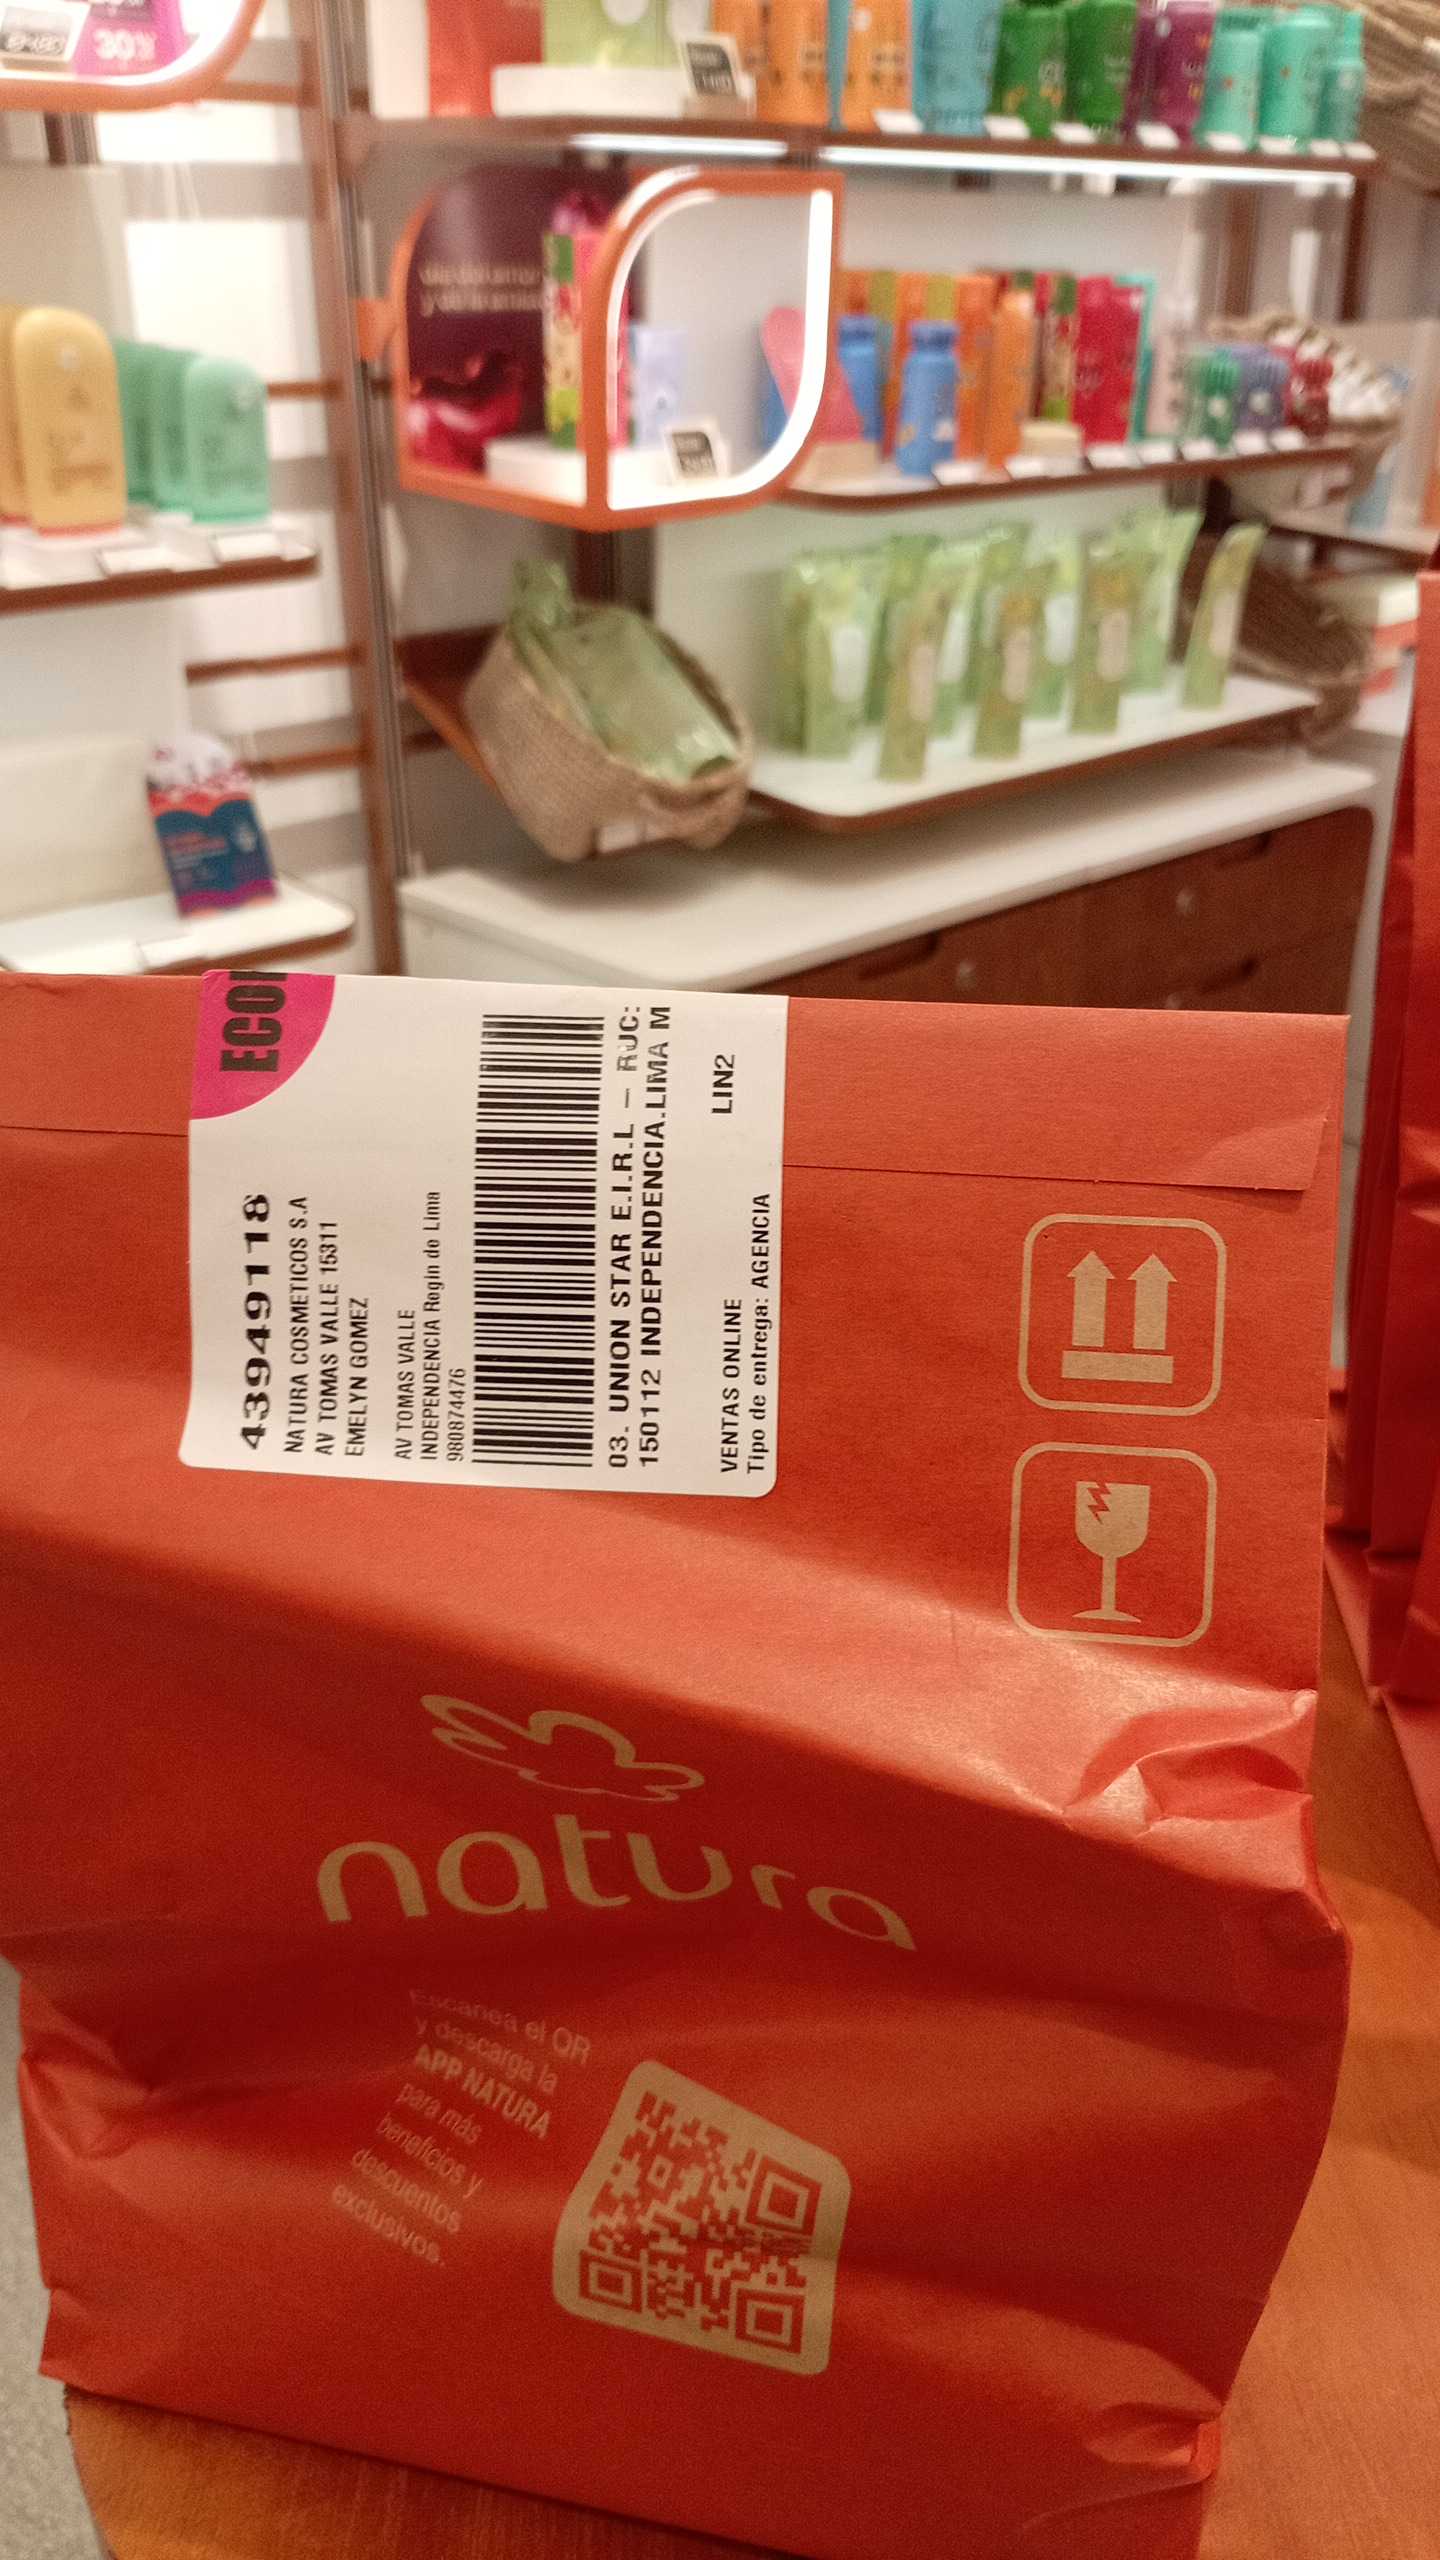 30%
ECO
43949118
NATURA COSMETICOS S.A
AV TOMAS VALLE 15311
EMELYN GOMEZ
AV TOMAS VALLE
INDEPENDENCIA Regin de Lima
980874476
03. UNION STAR E.I.R.L – RUC:
150112 INDEPENDENCIA.LIMA M
LIN2
VENTAS ONLINE
Tipo de entrega: AGENCIA
natura
Escanea el QR
y descarga la
APP NATURA
para más
beneficios y
descuentos
exclusivos.